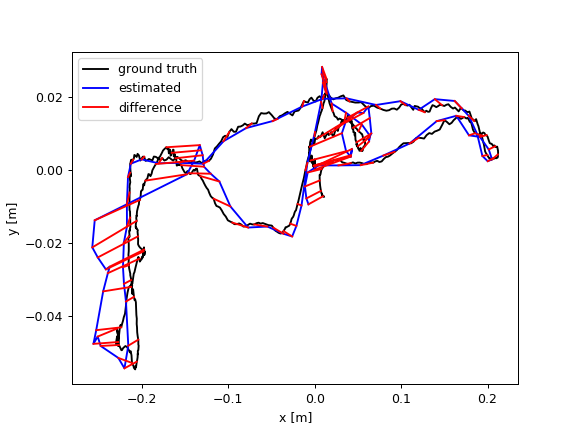 ground truth
estimated
difference
0.02
0.00
−0.02
−0.04
y [m]
−0.2
−0.1
0.0
0.1
0.2
x [m]